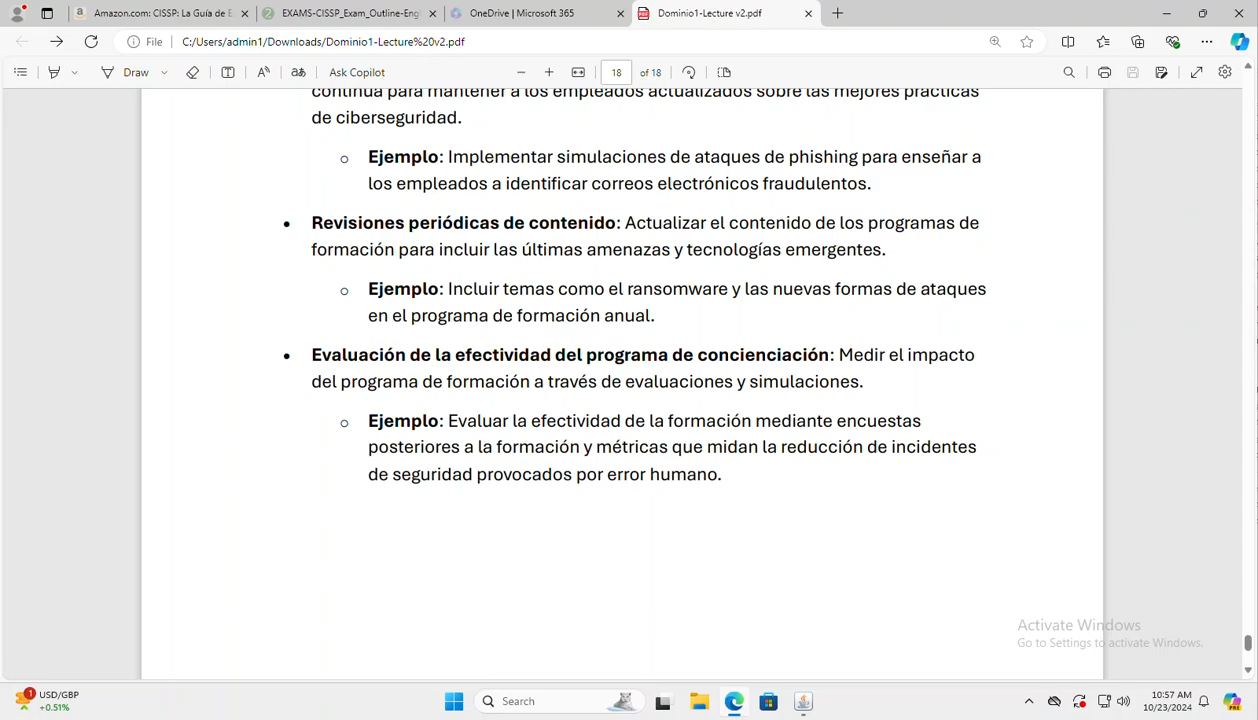 Amazon.com: CISSP: La Guía de E
EXAMS-CISSP_Exam_Outline-Engl
OneDrive | Microsoft 365
Dominio1-Lecture v2.pdf
File
C:/Users/admin1/Downloads/Dominio1-Lecture%20v2.pdf
Draw
Ask Copilot
18
of 18
continua para mantener a los empleados actualizados sobre las mejores prácticas
de ciberseguridad.
o Ejemplo: Implementar simulaciones de ataques de phishing para enseñar a
los empleados a identificar correos electrónicos fraudulentos.
• Revisiones periódicas de contenido: Actualizar el contenido de los programas de
formación para incluir las últimas amenazas y tecnologías emergentes.
o Ejemplo: Incluir temas como el ransomware y las nuevas formas de ataques
en el programa de formación anual.
• Evaluación de la efectividad del programa de concienciación: Medir el impacto
del programa de formación a través de evaluaciones y simulaciones.
o Ejemplo: Evaluar la efectividad de la formación mediante encuestas
posteriores a la formación y métricas que midan la reducción de incidentes
de seguridad provocados por error humano.
Activate Windows
Go to Settings to activate Windows.
1
USD/GBP
+0.51%
Search
10:57 AM
10/23/2024